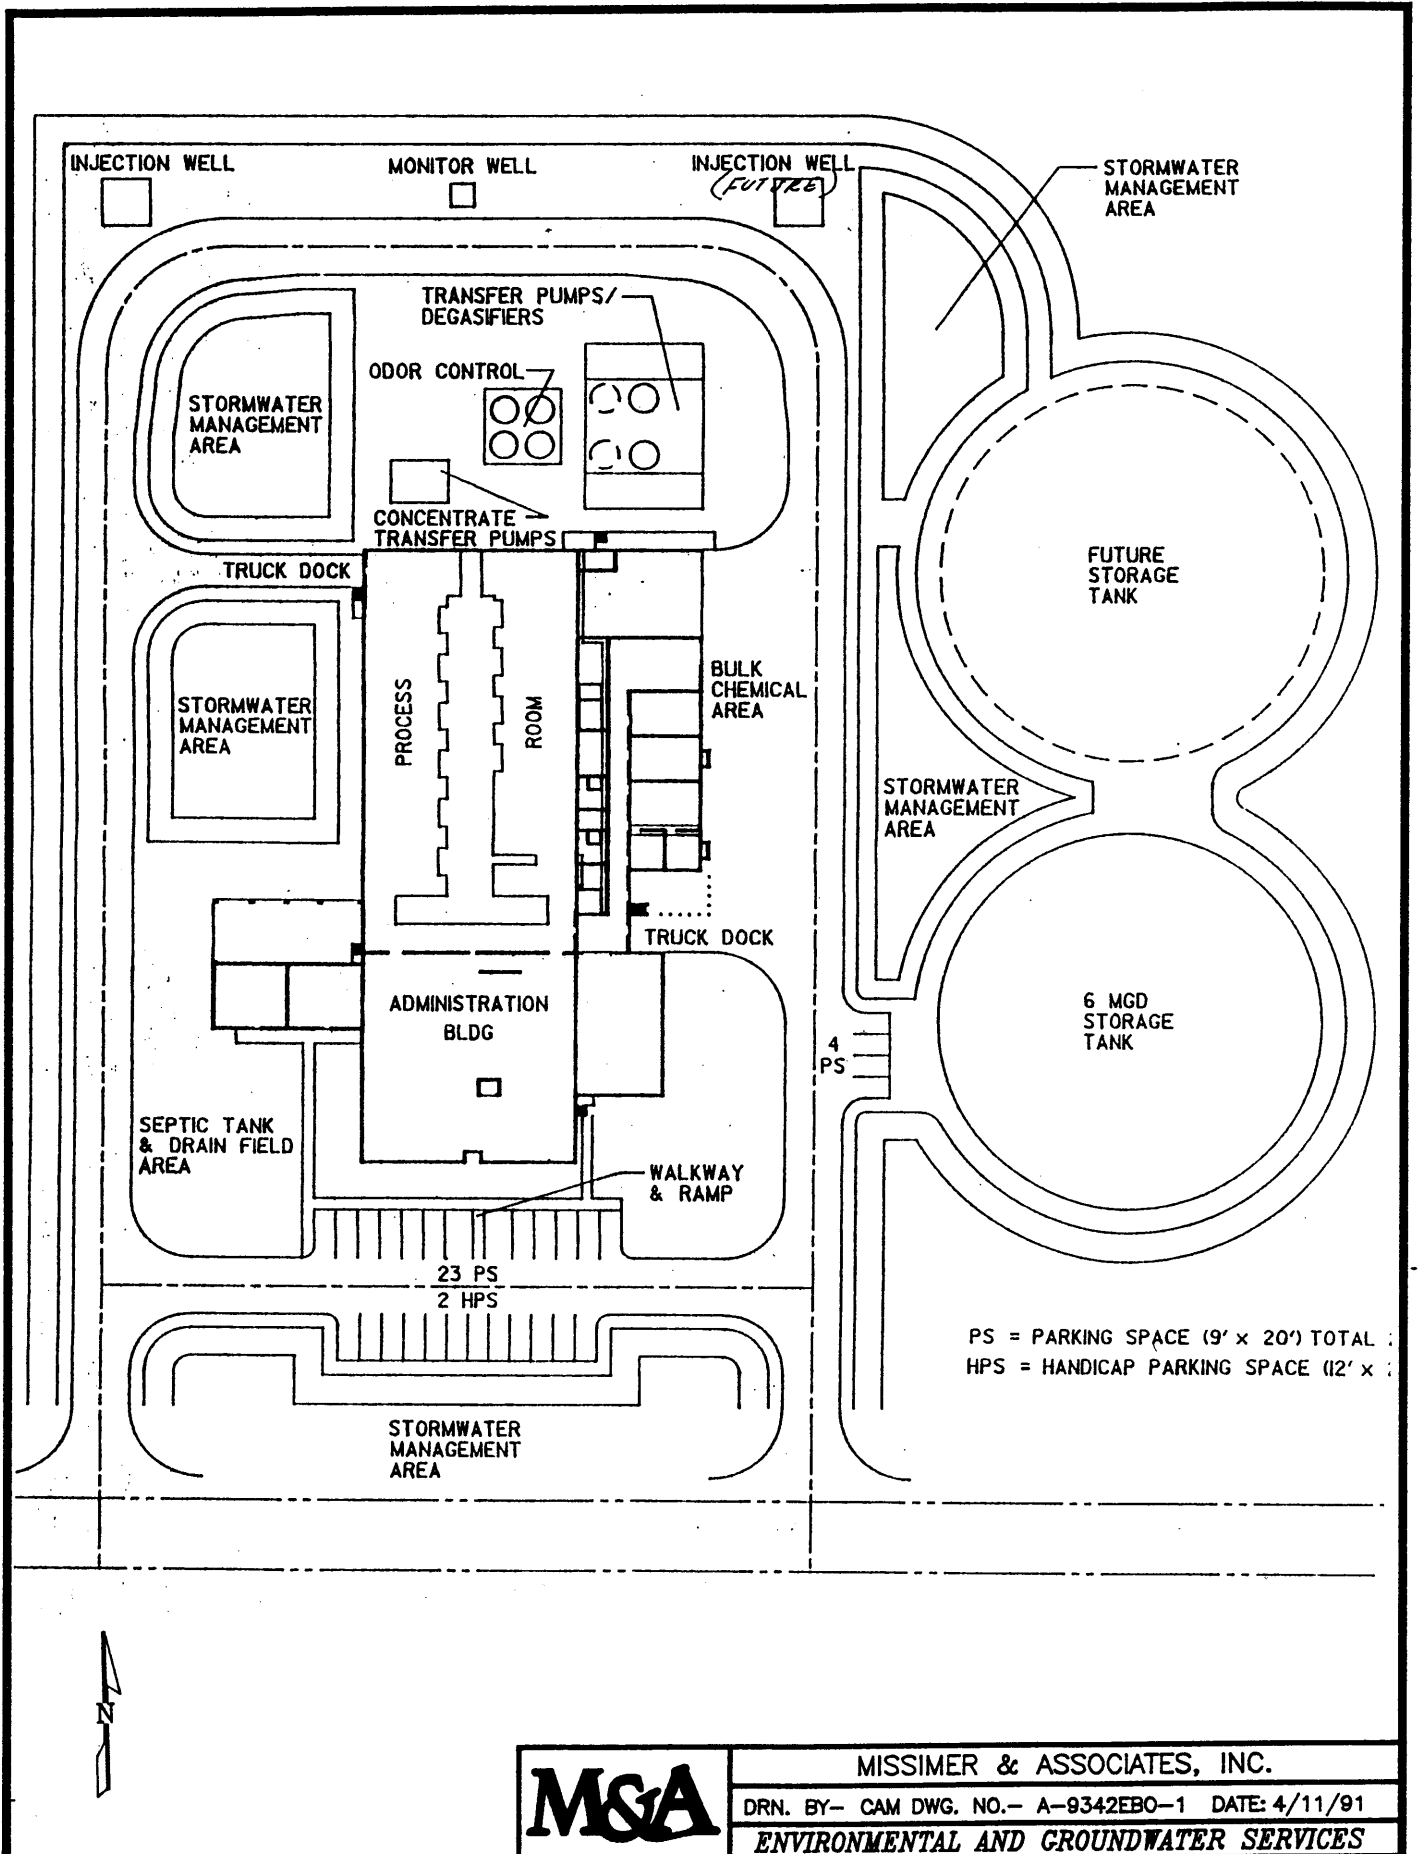 INJECTION WELL
MONITOR WELL
INJECTION WELL
(FUTURE)
STORMWATER
MANAGEMENT
AREA
TRANSFER PUMPS/
DEGASIFIERS
ODOR CONTROL
STORMWATER
MANAGEMENT
AREA
CONCENTRATE
TRANSFER PUMPS
TRUCK DOCK
FUTURE
STORAGE
TANK
PROCESS
ROOM
BULK
CHEMICAL
AREA
STORMWATER
MANAGEMENT
AREA
STORMWATER
MANAGEMENT
AREA
TRUCK DOCK
ADMINISTRATION
BLDG
6 MGD
STORAGE
TANK
4
PS
SEPTIC TANK
& DRAIN FIELD
AREA
WALKWAY
& RAMP
23 PS
2 HPS
PS = PARKING SPACE (9' x 20') TOTAL
HPS = HANDICAP PARKING SPACE (12' x
STORMWATER
MANAGEMENT
AREA
N
M&A
MISSIMER & ASSOCIATES, INC.
DRN. BY- CAM DWG. NO.- A-9342EBO-1 DATE: 4/11/91
ENVIRONMENTAL AND GROUNDWATER SERVICES